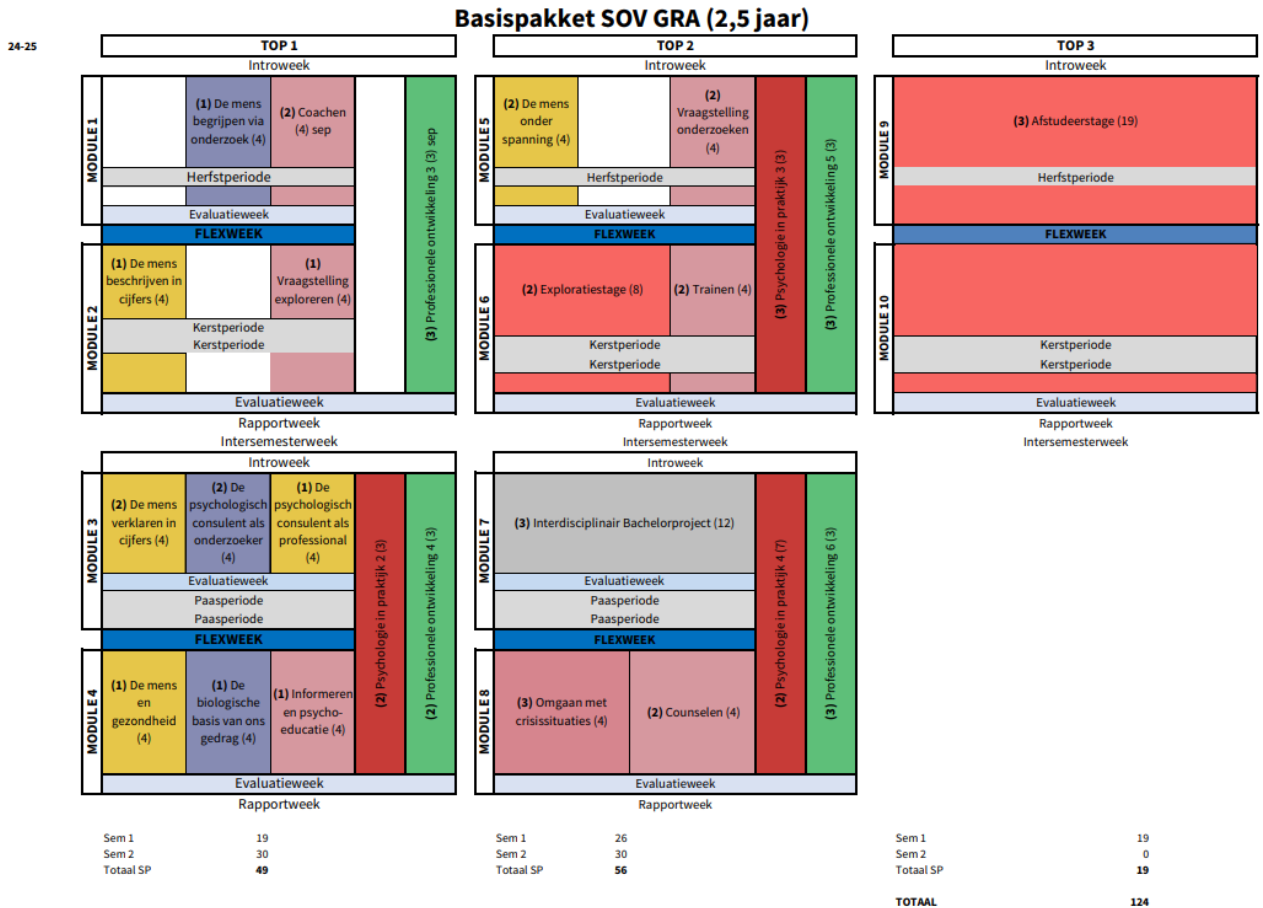 Basispakket SOV GRA (2,5 jaar)
24-25
TOP 1
Introweek
MODULE 1
(1) De mens
begrijpen via
onderzoek (4)
(2) Coachen
(4) sep
(3) Professionele ontwikkeling 3 (3) sep
Herfstperiode
Evaluatieweek
FLEXWEEK
MODULE 2
(1) De mens
beschrijven in
cijfers (4)
(1)
Vraagstelling
exploreren (4)
Kerstperiode
Kerstperiode
Evaluatieweek
Rapportweek
Intersemesterweek
Introweek
MODULE 3
(2) De mens
verklaren in
cijfers (4)
(2) De
psychologisch
consulent als
onderzoeker
(4)
(1) De
psychologisch
consulent als
professional
(4)
(2) Psychologie in praktijk 2 (3)
(2) Professionele ontwikkeling 4 (3)
Evaluatieweek
Paasperiode
Paasperiode
FLEXWEEK
MODULE 4
(1) De mens
en
gezondheid
(4)
(1) De
biologische
basis van ons
gedrag (4)
(1) Informeren
en psycho-
educatie (4)
Evaluatieweek
Rapportweek
Sem 1 19
Sem 2 30
Totaal SP 49
TOP 2
Introweek
MODULE 5
(2) De mens
onder
spanning (4)
(2)
Vraagstelling
onderzoeken
(4)
(3) Psychologie in praktijk 3 (3)
(3) Professionele ontwikkeling 5 (3)
Herfstperiode
Evaluatieweek
FLEXWEEK
MODULE 6
(2) Exploratiestage (8)
(2) Trainen (4)
Kerstperiode
Kerstperiode
Evaluatieweek
Rapportweek
Intersemesterweek
Introweek
MODULE 7
(3) Interdisciplinair Bachelorproject (12)
(2) Psychologie in praktijk 4 (7)
(3) Professionele ontwikkeling 6 (3)
Evaluatieweek
Paasperiode
Paasperiode
FLEXWEEK
MODULE 8
(3) Omgaan met
crisissituaties (4)
(2) Counselen (4)
Evaluatieweek
Rapportweek
Sem 1 26
Sem 2 30
Totaal SP 56
TOP 3
Introweek
MODULE 9
(3) Afstudeerstage (19)
Herfstperiode
FLEXWEEK
MODULE 10
Kerstperiode
Kerstperiode
Evaluatieweek
Rapportweek
Intersemesterweek
Sem 1 19
Sem 2 0
Totaal SP 19
TOTAAL 124